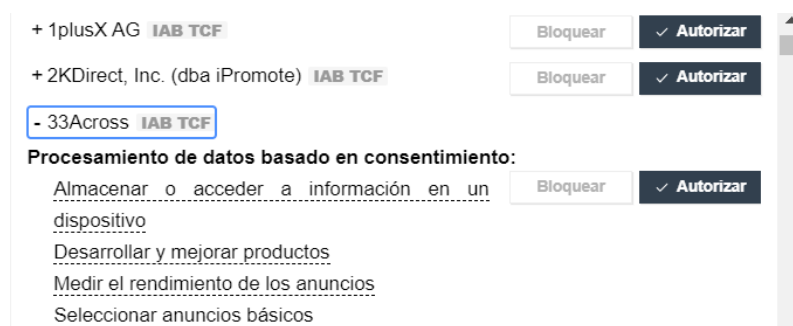 + 1plusX AG IAB TCF Bloquear ✓ Autorizar
+ 2KDirect, Inc. (dba iPromote) IAB TCF Bloquear ✓ Autorizar
- 33Across IAB TCF
Procesamiento de datos basado en consentimiento:
Almacenar o acceder a información en un Bloquear ✓ Autorizar
dispositivo
Desarrollar y mejorar productos
Medir el rendimiento de los anuncios
Seleccionar anuncios básicos